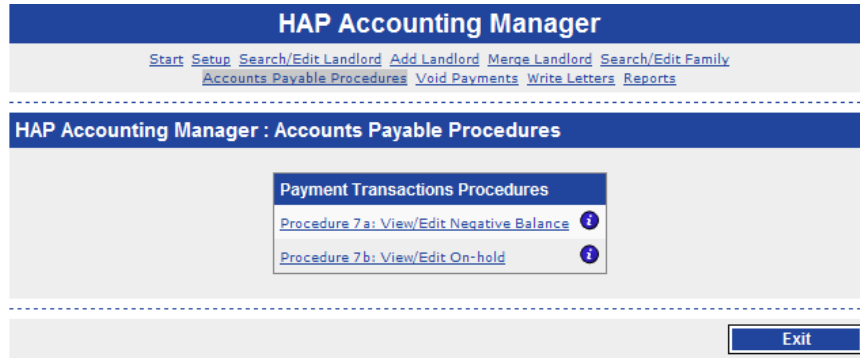 HAP Accounting Manager
Start Setup Search/Edit Landlord Add Landlord Merge Landlord Search/Edit Family
Accounts Payable Procedures Void Payments Write Letters Reports
HAP Accounting Manager : Accounts Payable Procedures
Payment Transactions Procedures
Procedure 7a: View/Edit Negative Balance i
Procedure 7b: View/Edit On-hold i
Exit